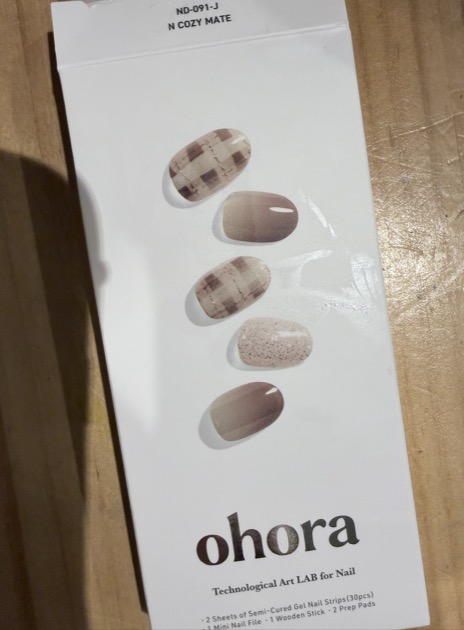 ND-091-J
N COZY MATE
ohora
Technological Art LAB for Nail
· 2 Sheets of Semi-Cured Gel Nail Strips(30pcs)
· 1 Mini Nail File · 1 Wooden Stick · 2 Prep Pads